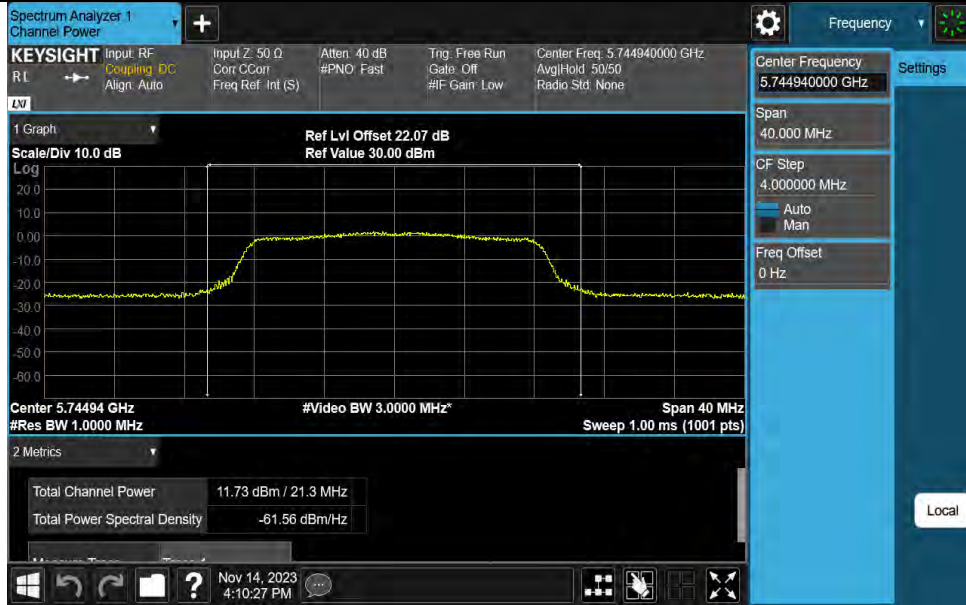 Spectrum Analyzer 1
Channel Power
Frequency
KEYSIGHT
Input: RF
Coupling: DC
Align: Auto
Input Z: 50 Ω
Corr CCorr
Freq Ref: Int (S)
Atten: 40 dB
#PNO: Fast
Trig: Free Run
Gate: Off
#IF Gain: Low
Center Freq: 5.744940000 GHz
Avg|Hold: 50/50
Radio Std: None
LXI
Center Frequency
5.744940000 GHz
Settings
Span
40.000 MHz
CF Step
4.000000 MHz
Auto
Man
Freq Offset
0 Hz
Local
1 Graph
Scale/Div 10.0 dB
Ref Lvl Offset 22.07 dB
Ref Value 30.00 dBm
Log
20.0
10.0
0.00
-10.0
-20.0
-30.0
-40.0
-50.0
-60.0
Center 5.74494 GHz
#Video BW 3.0000 MHz*
Span 40 MHz
#Res BW 1.0000 MHz
Sweep 1.00 ms (1001 pts)
2 Metrics
Total Channel Power 11.73 dBm / 21.3 MHz
Total Power Spectral Density -61.56 dBm/Hz
Nov 14, 2023
4:10:27 PM